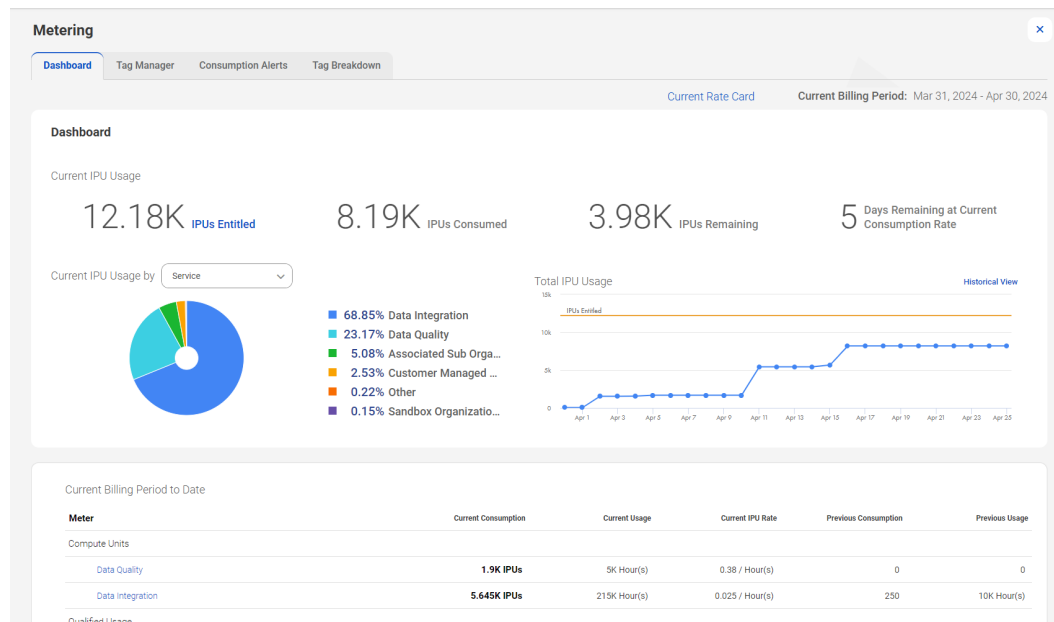 Metering
Dashboard Tag Manager Consumption Alerts Tag Breakdown
Current Rate Card Current Billing Period: Mar 31, 2024 - Apr 30, 2024
Dashboard
Current IPU Usage
12.18K IPUs Entitled 8.19K IPUs Consumed 3.98K IPUs Remaining 5 Days Remaining at Current
Consumption Rate
Current IPU Usage by Service
68.85% Data Integration
23.17% Data Quality
5.08% Associated Sub Orga...
2.53% Customer Managed ...
0.22% Other
0.15% Sandbox Organizatio...
Total IPU Usage Historical View
15k
IPUs Entitled
10k
5k
0
Apr 1 Apr 3 Apr 5 Apr 7 Apr 9 Apr 11 Apr 13 Apr 15 Apr 17 Apr 19 Apr 21 Apr 23 Apr 25
Current Billing Period to Date
Meter Current Consumption Current Usage Current IPU Rate Previous Consumption Previous Usage
Compute Units
Data Quality 1.9K IPUs 5K Hour(s) 0.38 / Hour(s) 0 0
Data Integration 5.645K IPUs 215K Hour(s) 0.025 / Hour(s) 250 10K Hour(s)
Qualified Usage